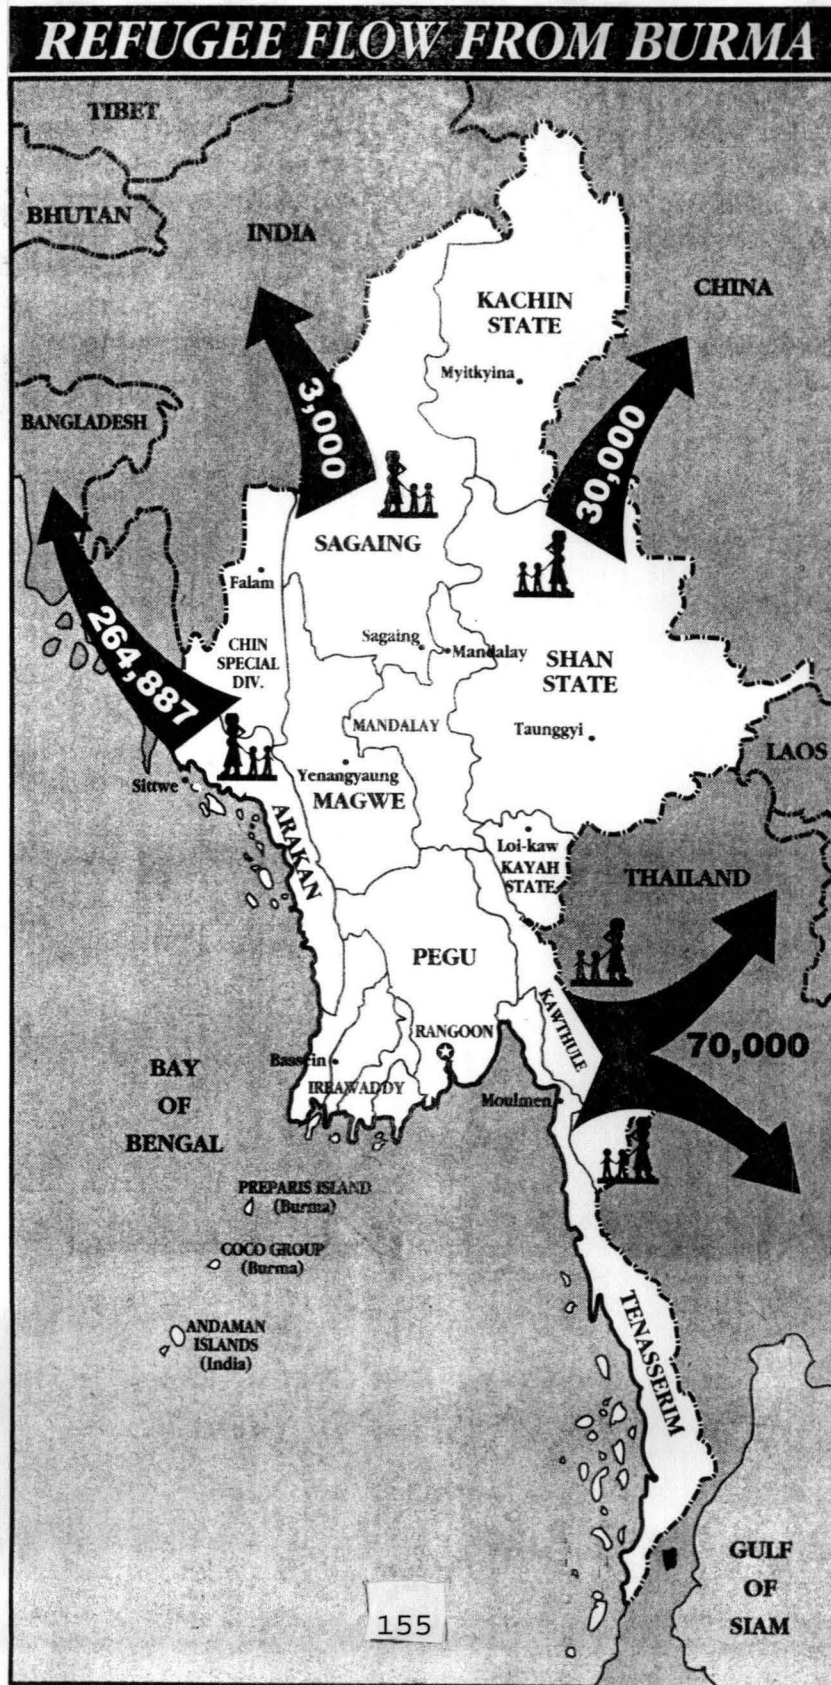 REFUGEE FLOW FROM BURMA
TIBET
BHUTAN
INDIA
CHINA
KACHIN
STATE
Myitkyina
BANGLADESH
3,000
30,000
264,887
SAGAING
Falam
CHIN
SPECIAL
DIV.
Sagaing
Mandalay
SHAN
STATE
MANDALAY
Taunggyi
LAOS
Sittwe
Yenangyaung
MAGWE
ARAKAN
Loi-kaw
KAYAH
STATE
THAILAND
PEGU
KAWTHULE
RANGOON
70,000
Bassein
IRRAWADDY
Moulmen
BAY
OF
BENGAL
PREPARIS ISLAND
(Burma)
COCO GROUP
(Burma)
ANDAMAN
ISLANDS
(India)
TENASSERIM
GULF
OF
SIAM
155